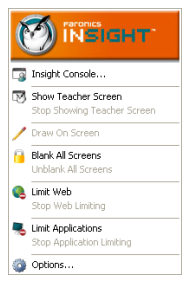 FARONICS
INSIGHT
Insight Console...
Show Teacher Screen
Stop Showing Teacher Screen
Draw On Screen
Blank All Screens
Unblank All Screens
Limit Web
Stop Web Limiting
Limit Applications
Stop Application Limiting
Options...